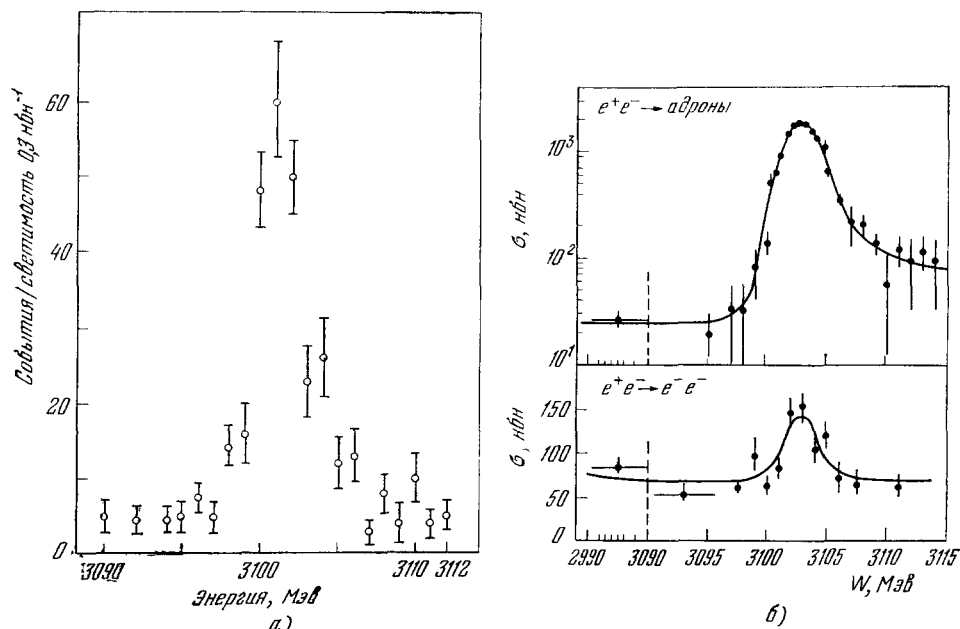 События/светимость 0,3 нбн⁻¹
60
40
20
0
3090
3100
3110
3112
Энергия, Мэв
а)
e⁺e⁻→адроны
σ, нбн
10³
10²
10¹
e⁺e⁻→e⁻e⁻
σ, нбн
150
100
50
0
2990
3090
3095
3100
3105
3110
3115
W, Мэв
б)